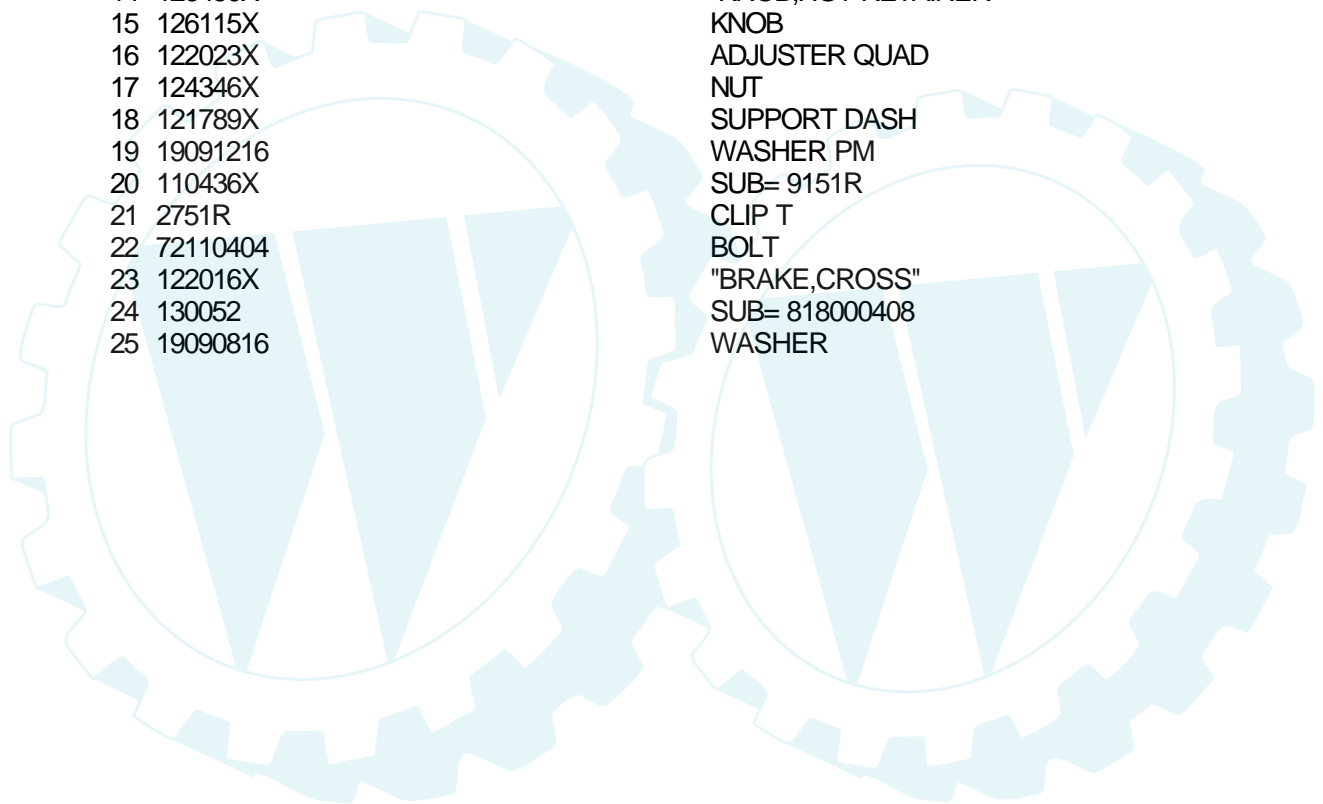 15 126115X KNOB
16 122023X ADJUSTER QUAD
17 124346X NUT
18 121789X SUPPORT DASH
19 19091216 WASHER PM
20 110436X SUB= 9151R
21 2751R CLIP T
22 72110404 BOLT
23 122016X "BRAKE,CROSS"
24 130052 SUB= 818000408
25 19090816 WASHER